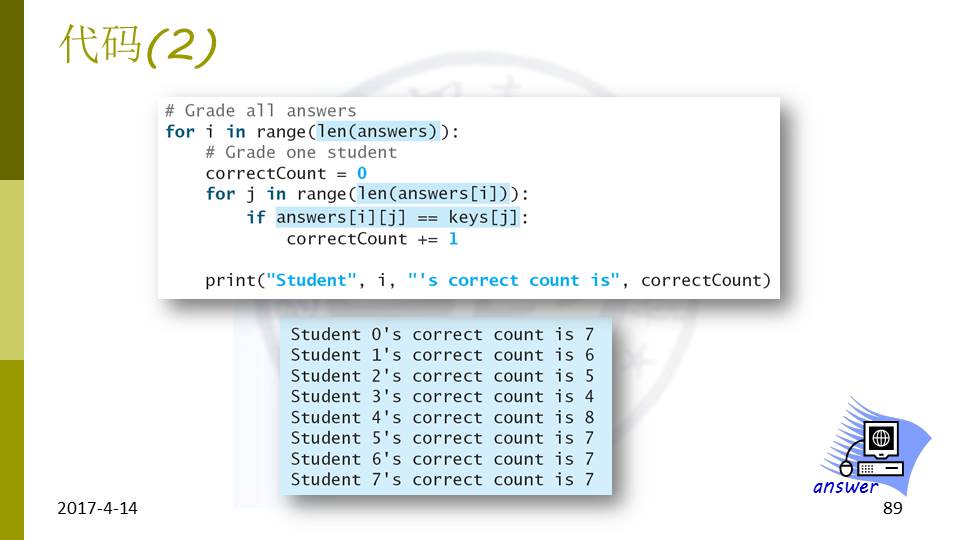 代码(2)
# Grade all answers
for i in range(len(answers)):
    # Grade one student
    correctCount = 0
    for j in range(len(answers[i])):
        if answers[i][j] == keys[j]:
            correctCount += 1
    print("Student", i, "'s correct count is", correctCount)
Student 0's correct count is 7
Student 1's correct count is 6
Student 2's correct count is 5
Student 3's correct count is 4
Student 4's correct count is 8
Student 5's correct count is 7
Student 6's correct count is 7
Student 7's correct count is 7
answer
2017-4-14
89